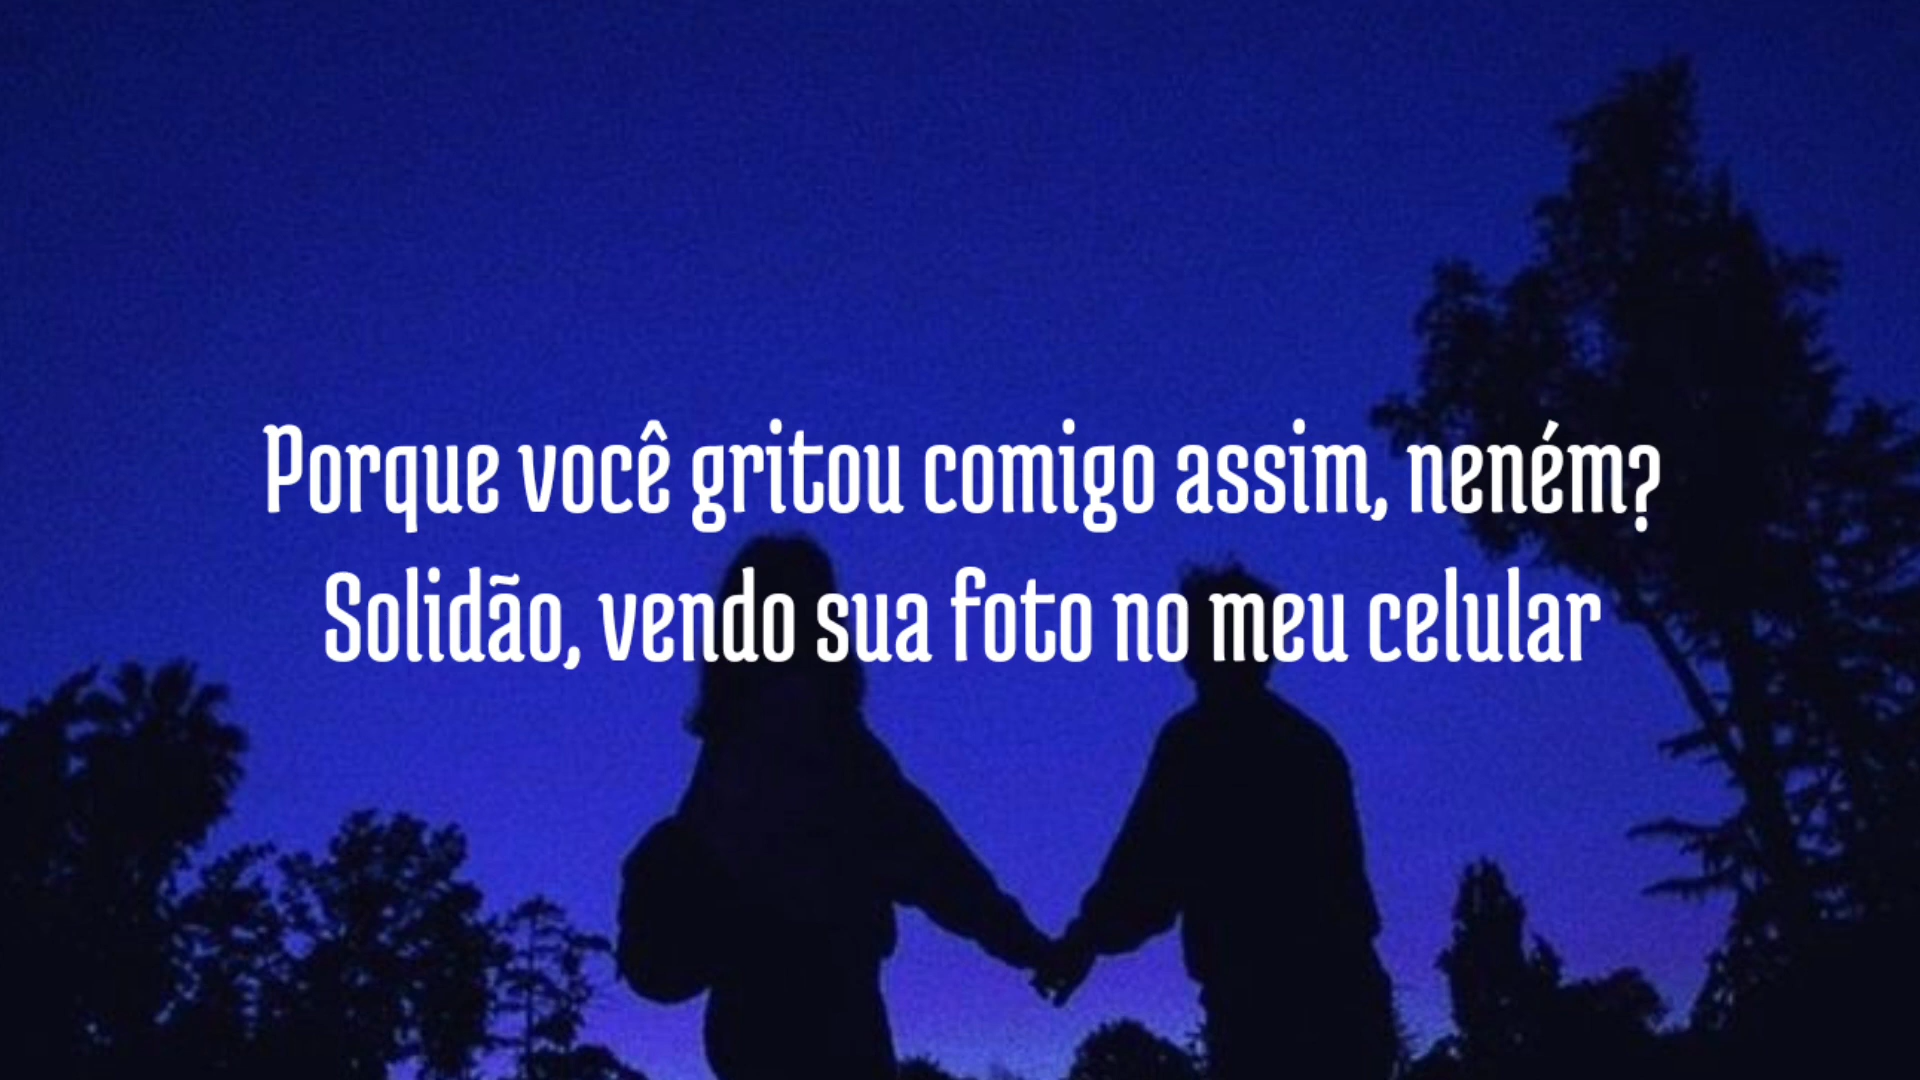 Porque você gritou comigo assim, neném?
Solidão, vendo sua foto no meu celular